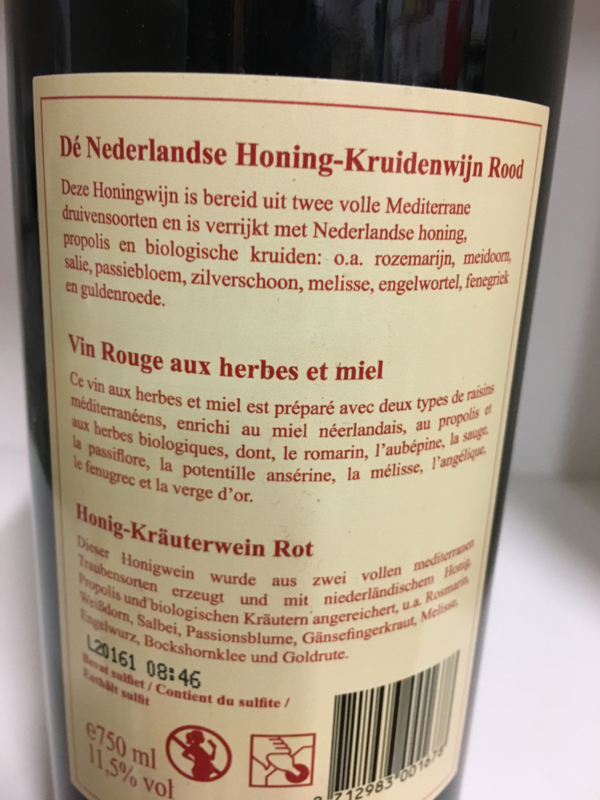 Dé Nederlandse Honing-Kruidenwijn Rood
Deze Honingwijn is bereid uit twee volle Mediterrane
druivensoorten en is verrijkt met Nederlandse honing,
propolis en biologische kruiden: o.a. rozemarijn, meidoorn,
salie, passiebloem, zilverschoon, melisse, engelwortel, fenegriek
en guldenroede.
Vin Rouge aux herbes et miel
Ce vin aux herbes et miel est préparé avec deux types de raisins
méditerranéens, enrichi au miel néerlandais, au propolis et
aux herbes biologiques, dont, le romarin, l'aubépine, la sauge,
la passiflore, la potentille ansérine, la mélisse, l'angélique,
le fenugrec et la verge d'or.
Honig-Kräuterwein Rot
Dieser Honigwein wurde aus zwei vollen mediterranen
Traubensorten erzeugt und mit niederländischem Honig,
Propolis und biologischen Kräutern angereichert, u.a. Rosmarin,
Weißdorn, Salbei, Passionsblume, Gänsefingerkraut, Melisse,
Engelwurz, Bockshornklee und Goldrute.
L20161 08:46
Bevat sulfiet / Contient du sulfite /
Enthält sulfit
e750 ml
11,5% vol
8 712983 001678